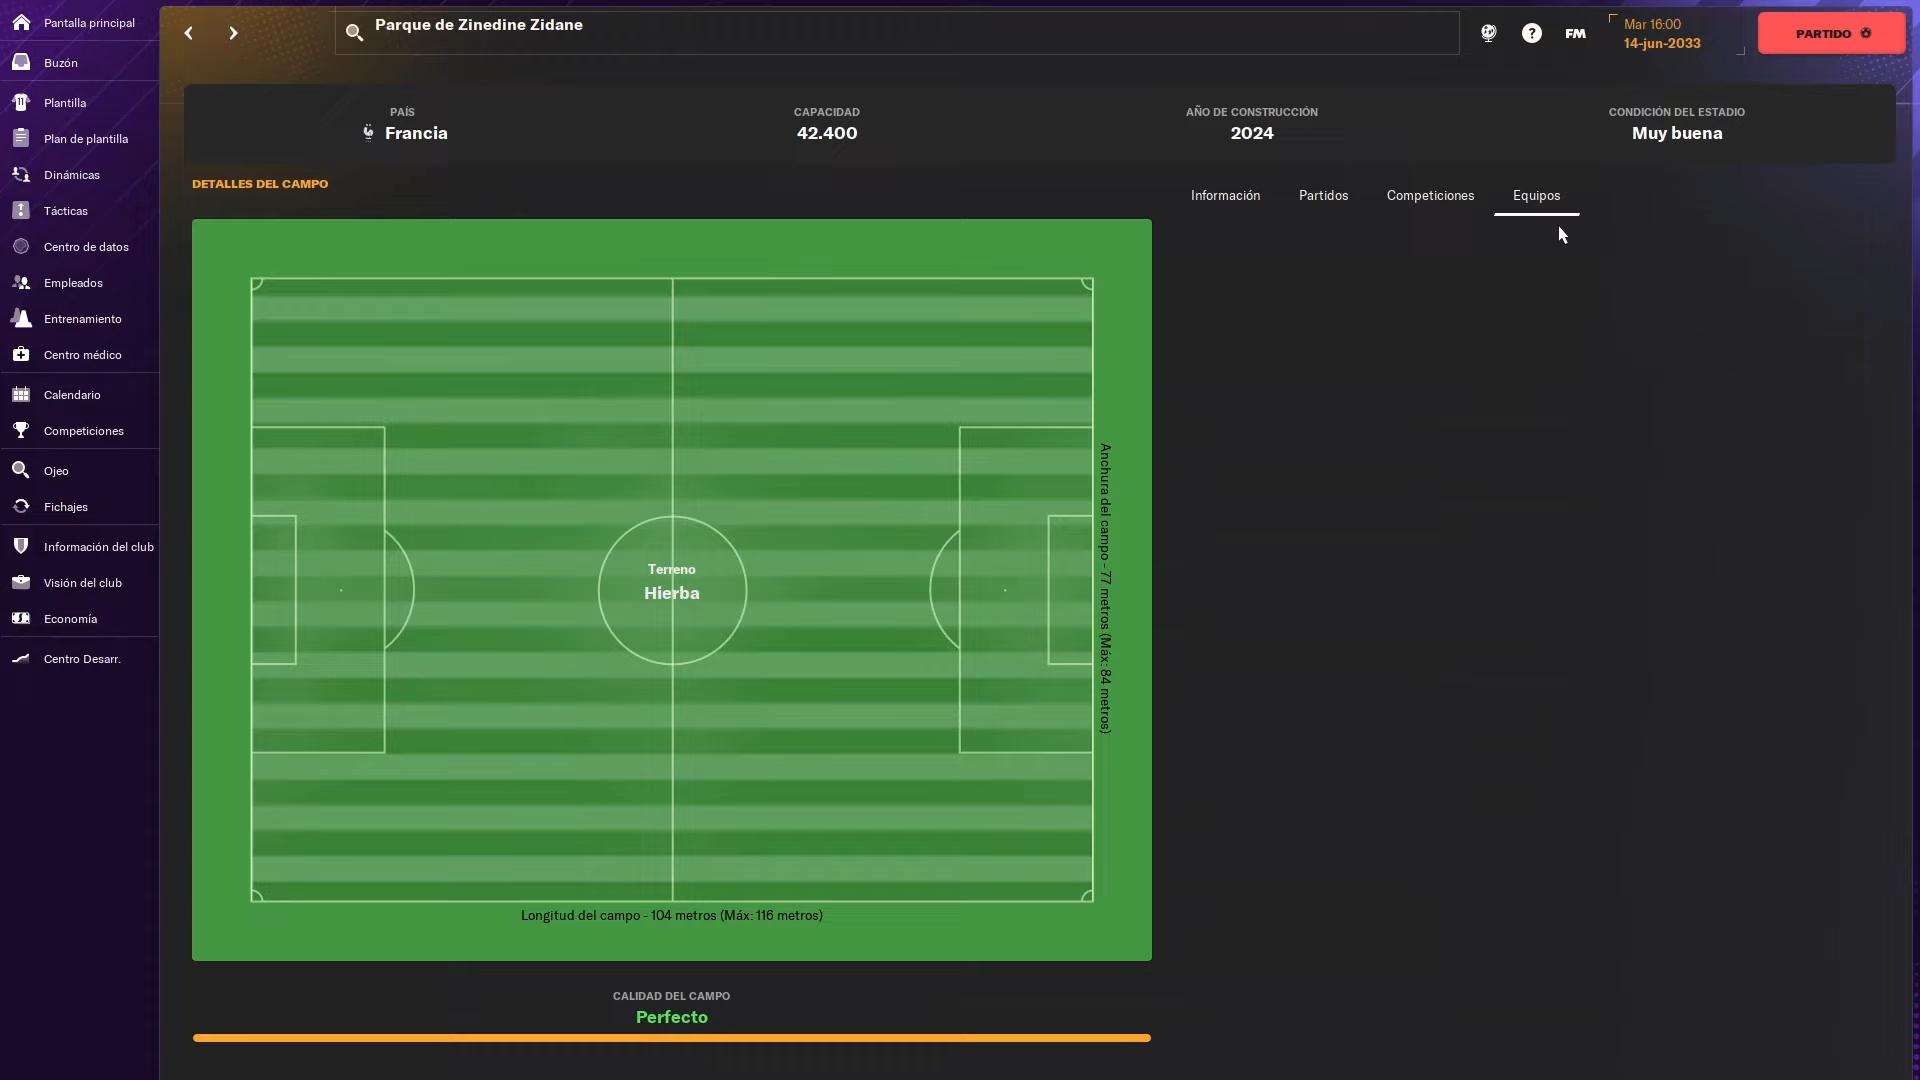 Pantalla principal
Buzón
Plantilla
Plan de plantilla
Dinámicas
Tácticas
Centro de datos
Empleados
Entrenamiento
Centro médico
Calendario
Competiciones
Ojeo
Fichajes
Información del club
Visión del club
Economía
Centro Desarr.
Parque de Zinedine Zidane
FM
Mar 16:00
14-jun-2033
PARTIDO
PAÍS
Francia
CAPACIDAD
42.400
AÑO DE CONSTRUCCIÓN
2024
CONDICIÓN DEL ESTADIO
Muy buena
DETALLES DEL CAMPO
Información
Partidos
Competiciones
Equipos
Terreno
Hierba
Anchura del campo - 77 metros (Máx: 84 metros)
Longitud del campo - 104 metros (Máx: 116 metros)
CALIDAD DEL CAMPO
Perfecto